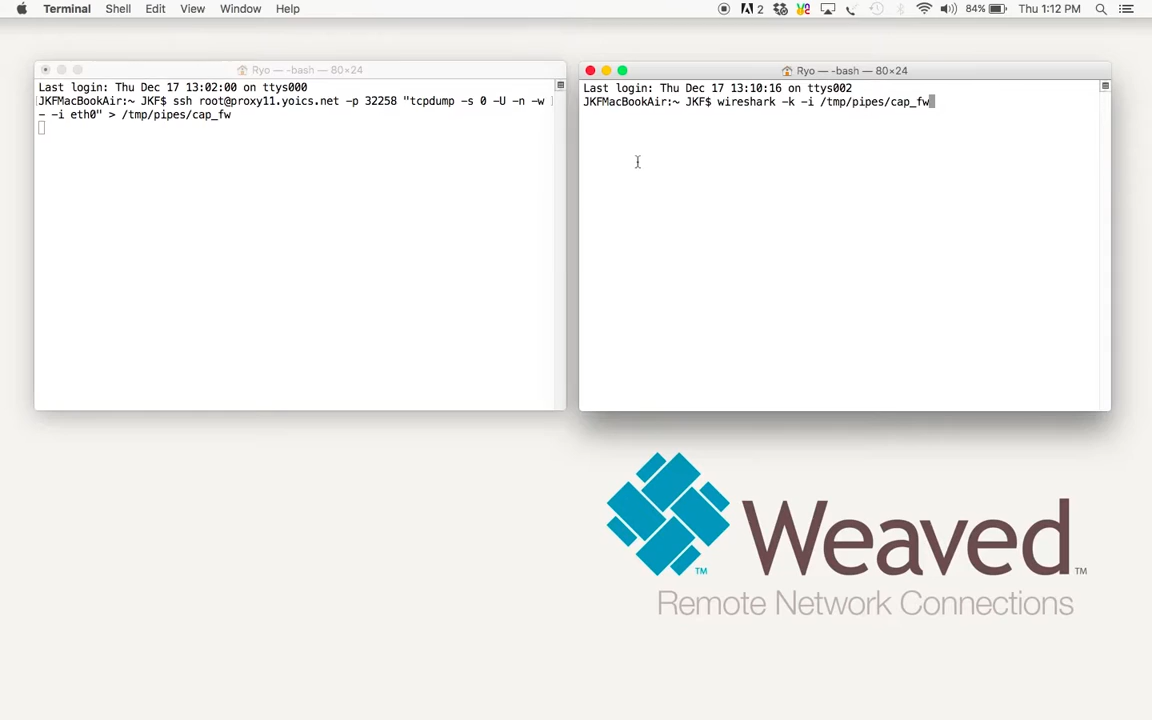 Terminal Shell Edit View Window Help 2 84% Thu 1:12 PM
Ryo — -bash — 80×24
Last login: Thu Dec 17 13:02:00 on ttys000
JKFMacBookAir:~ JKF$ ssh root@proxy11.yoics.net -p 32258 "tcpdump -s 0 -U -n -w
- -i eth0" > /tmp/pipes/cap_fw
Ryo — -bash — 80×24
Last login: Thu Dec 17 13:10:16 on ttys002
JKFMacBookAir:~ JKF$ wireshark -k -i /tmp/pipes/cap_fw
Weaved™
™
Remote Network Connections